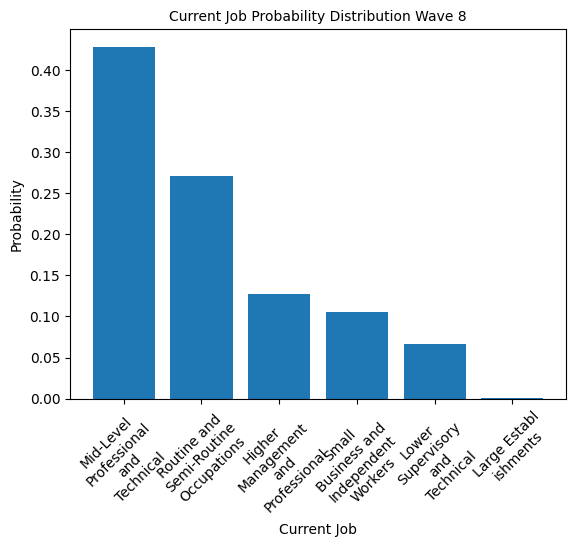 Current Job Probability Distribution Wave 8
Probability
0.40
0.35
0.30
0.25
0.20
0.15
0.10
0.05
0.00
Mid-Level
Professional
and
Technical
Routine and
Semi-Routine
Occupations
Higher
Management
and
Professional
Small
Business and
Independent
Workers
Lower
Supervisory
and
Technical
Large Establ
ishments
Current Job